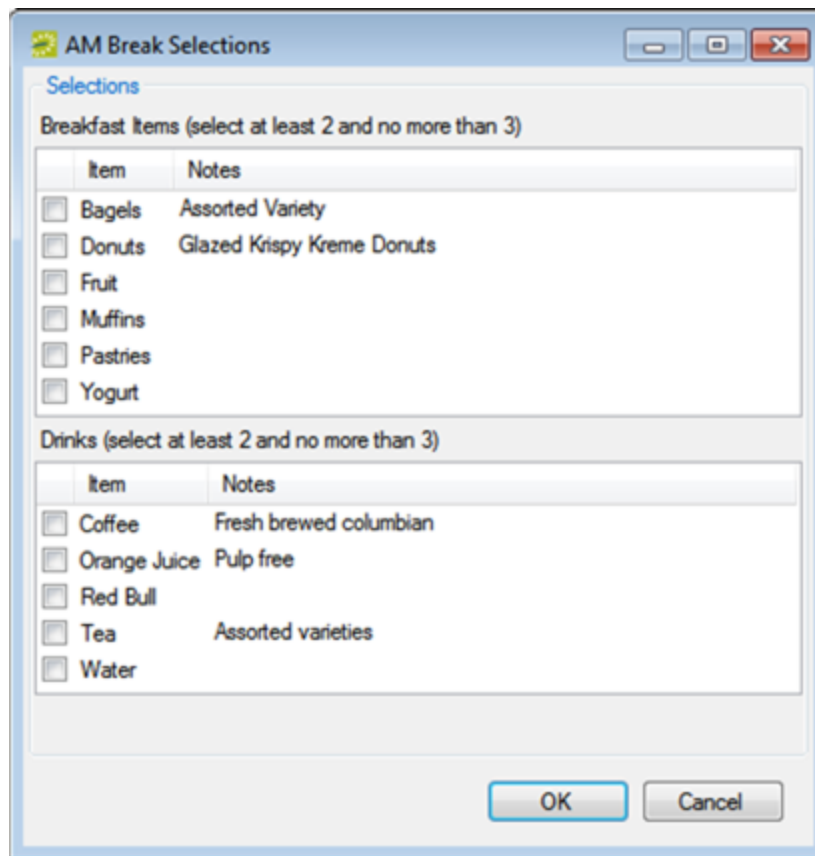 AM Break Selections
Selections
Breakfast Items (select at least 2 and no more than 3)
Item Notes
Bagels Assorted Variety
Donuts Glazed Krispy Kreme Donuts
Fruit
Muffins
Pastries
Yogurt
Drinks (select at least 2 and no more than 3)
Item Notes
Coffee Fresh brewed columbian
Orange Juice Pulp free
Red Bull
Tea Assorted varieties
Water
OK Cancel